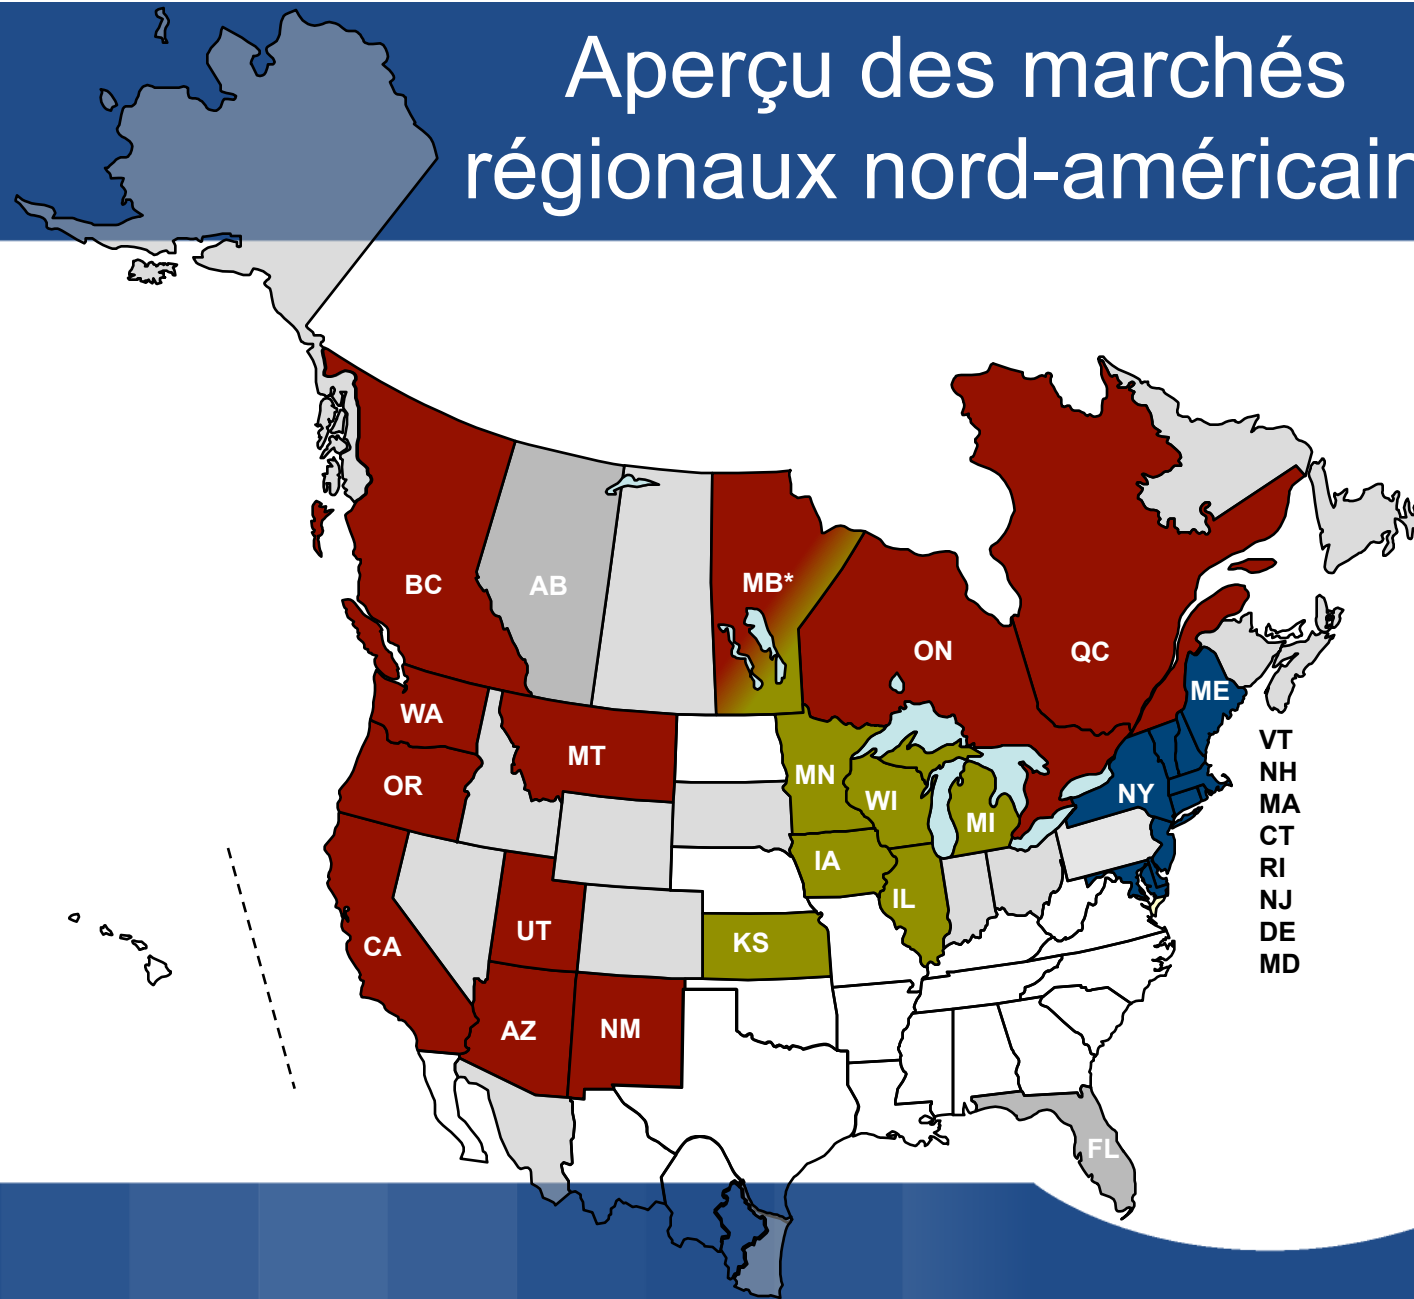 Aperçu des marchés
régionaux nord-américain
BC
AB
MB*
ON
QC
ME
WA
MT
OR
MN
WI
MI
NY
IA
IL
UT
CA
KS
AZ
NM
FL
VT
NH
MA
CT
RI
NJ
DE
MD